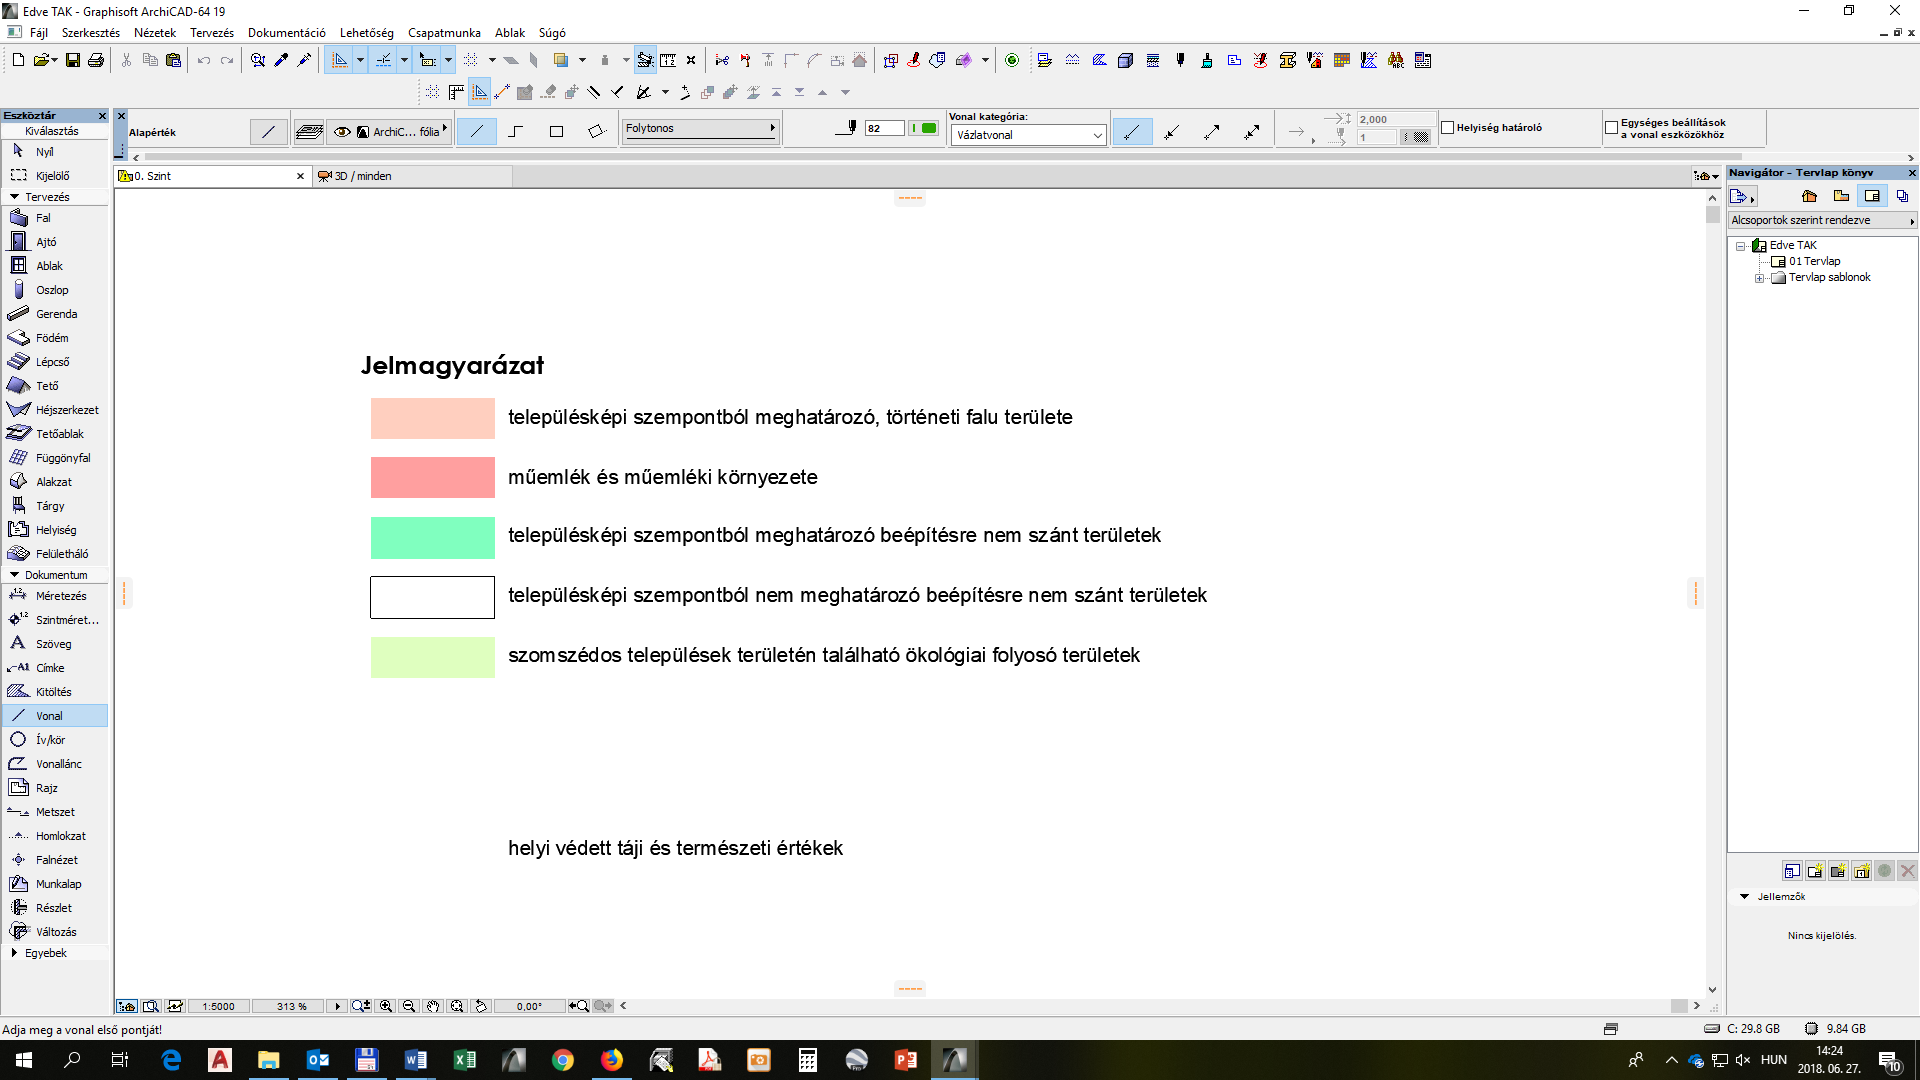 Edve TAK - Graphisoft ArchiCAD-64 19
Fájl Szerkesztés Nézetek Tervezés Dokumentáció Lehetőség Csapatmunka Ablak Súgó
Eszköztár
Kiválasztás
Nyíl
Kijelölő
Tervezés
Fal
Ajtó
Ablak
Oszlop
Gerenda
Födém
Lépcső
Tető
Héjszerkezet
Tetőablak
Függönyfal
Alakzat
Tárgy
Helyiség
Felületháló
Dokumentum
Méretezés
Szintméret...
Szöveg
Címke
Kitöltés
Vonal
Ív/kör
Vonallánc
Rajz
Metszet
Homlokzat
Falnézet
Munkalap
Részlet
Változás
Egyebek
Alapérték
ArchiC... fólia
Folytonos
82
Vonal kategória:
Vázlatvonal
2,000
1
Helyiség határoló
Egységes beállítások
a vonal eszközökhöz
0. Szint
3D / minden
Jelmagyarázat
településképi szempontból meghatározó, történeti falu területe
műemlék és műemléki környezete
településképi szempontból meghatározó beépítésre nem szánt területek
településképi szempontból nem meghatározó beépítésre nem szánt területek
szomszédos települések területén található ökológiai folyosó területek
helyi védett táji és természeti értékek
Navigátor - Tervlap könyv
Alcsoportok szerint rendezve
Edve TAK
01 Tervlap
Tervlap sablonok
Jellemzők
Nincs kijelölés.
1:5000
313 %
0,00°
Adja meg a vonal első pontját!
C: 29.8 GB
9.84 GB
HUN
14:24
2018. 06. 27.
10